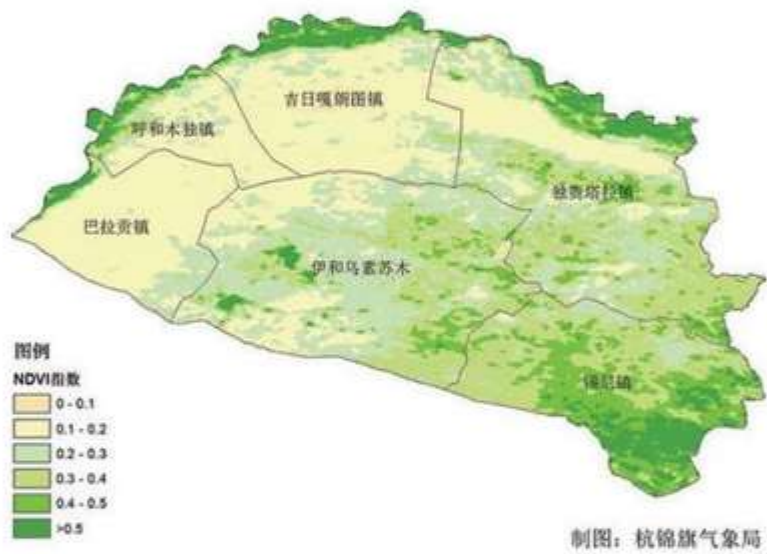 吉日嘎朗图镇
呼和木独镇
独贵塔拉镇
巴拉贡镇
伊和乌素苏木
锡尼镇
图例
NDVI指数
0 - 0.1
0.1 - 0.2
0.2 - 0.3
0.3 - 0.4
0.4 - 0.5
>0.5
制图：杭锦旗气象局